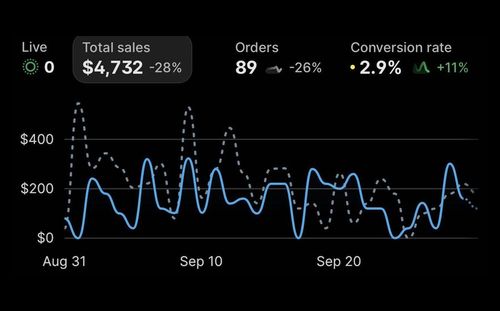 Live
0
Total sales
$4,732 -28%
Orders
89 -26%
Conversion rate
2.9% +11%
$400
$200
$0
Aug 31 Sep 10 Sep 20